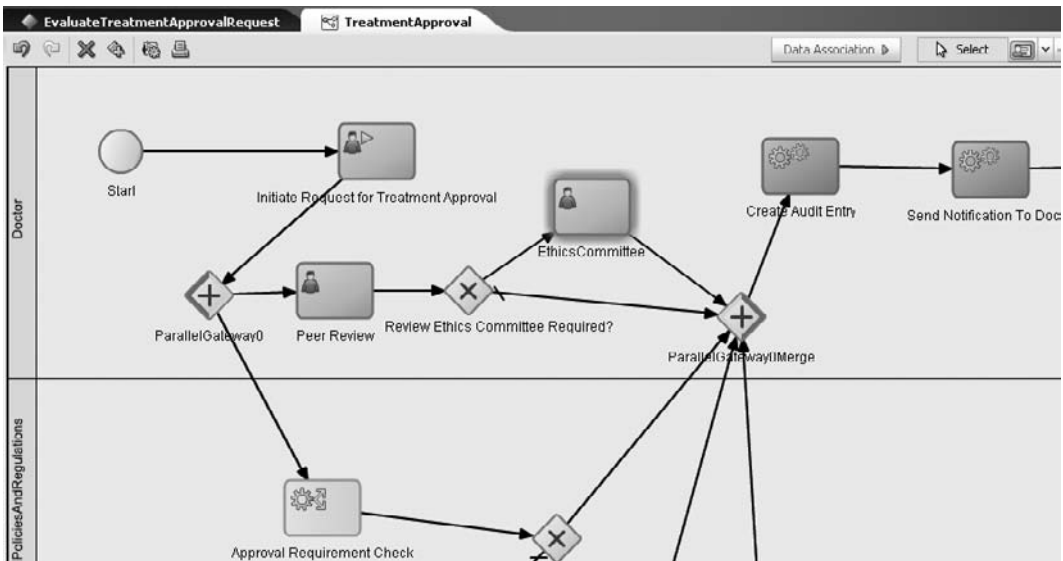 EvaluateTreatmentApprovalRequest
TreatmentApproval
Data Association
Select
Doctor
Start
Initiate Request for Treatment Approval
EthicsCommittee
Create Audit Entry
Send Notification To Doc
ParallelGateway0
Peer Review
Review Ethics Committee Required?
ParallelGateway0Merge
PoliciesAndRegulations
Approval Requirement Check